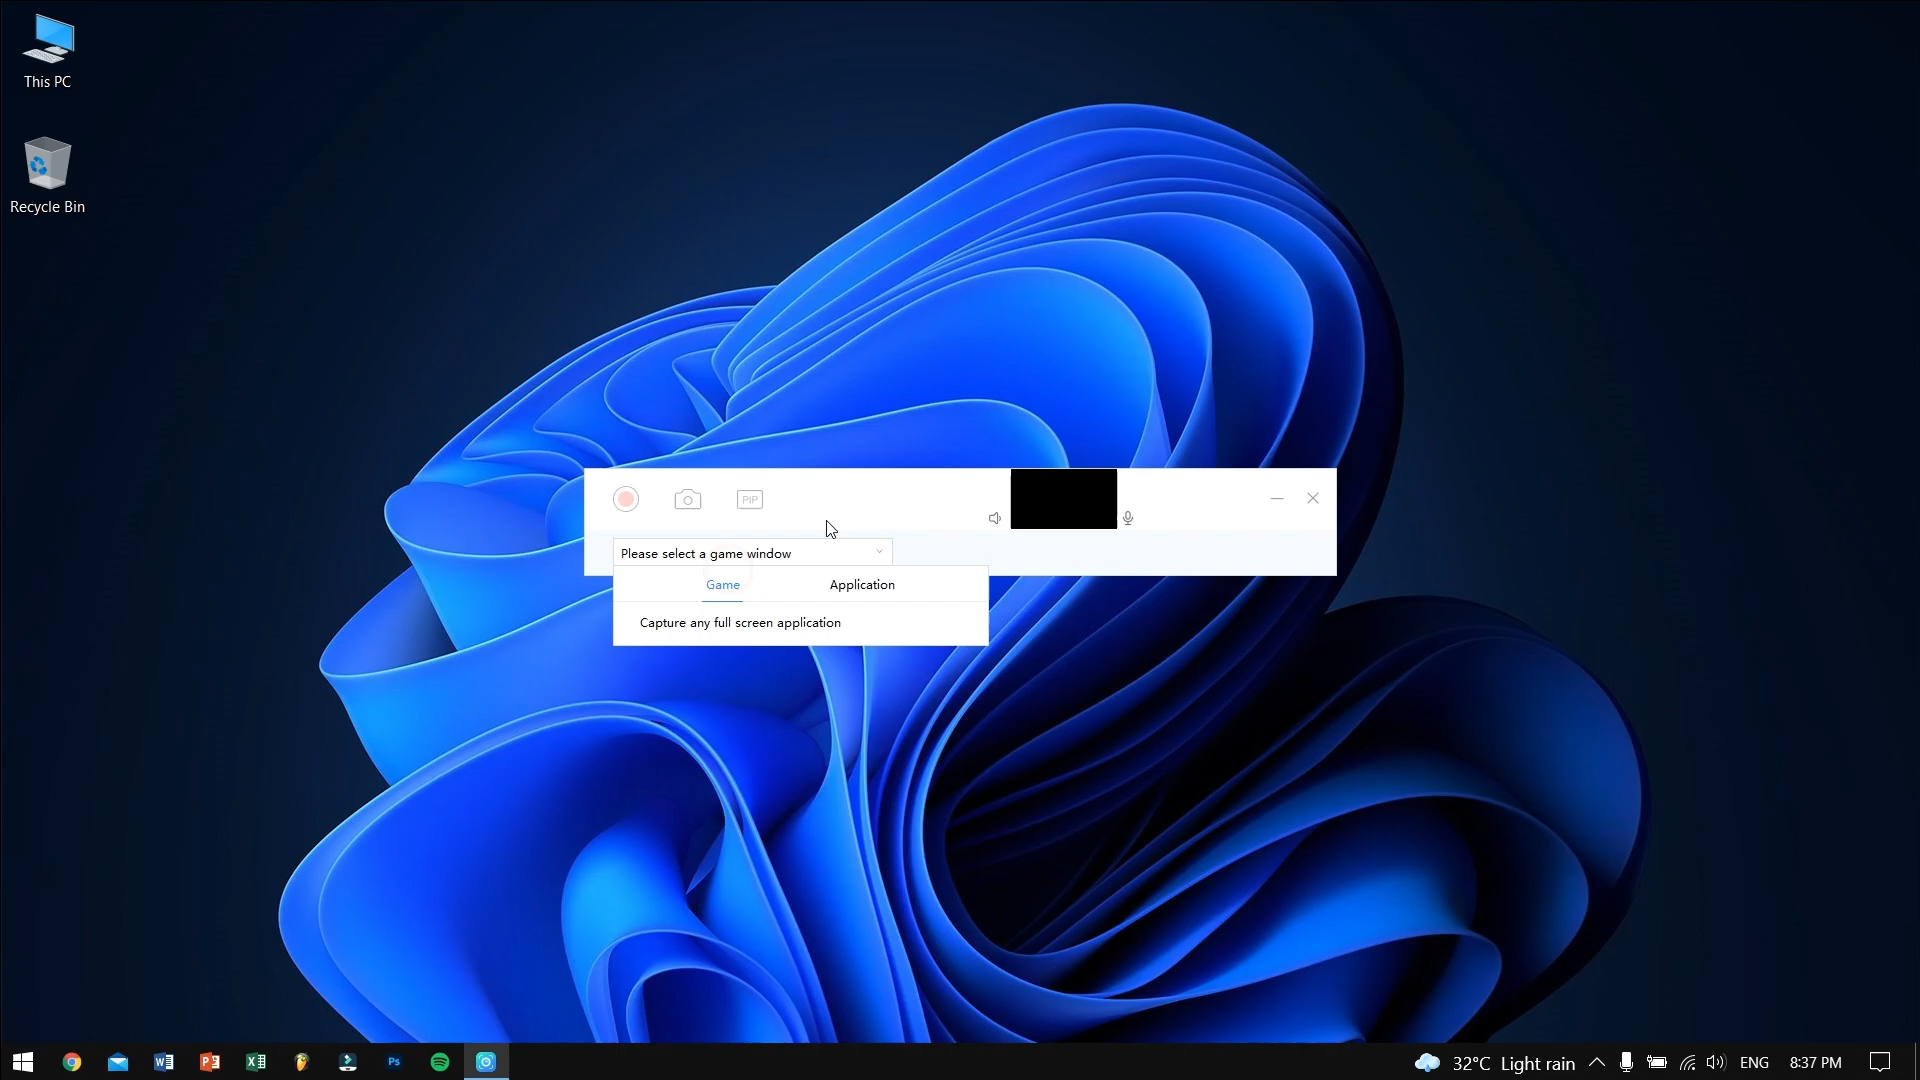 This PC
Recycle Bin
PIP
Please select a game window
Game
Application
Capture any full screen application
Ps
32°C Light rain
ENG
8:37 PM